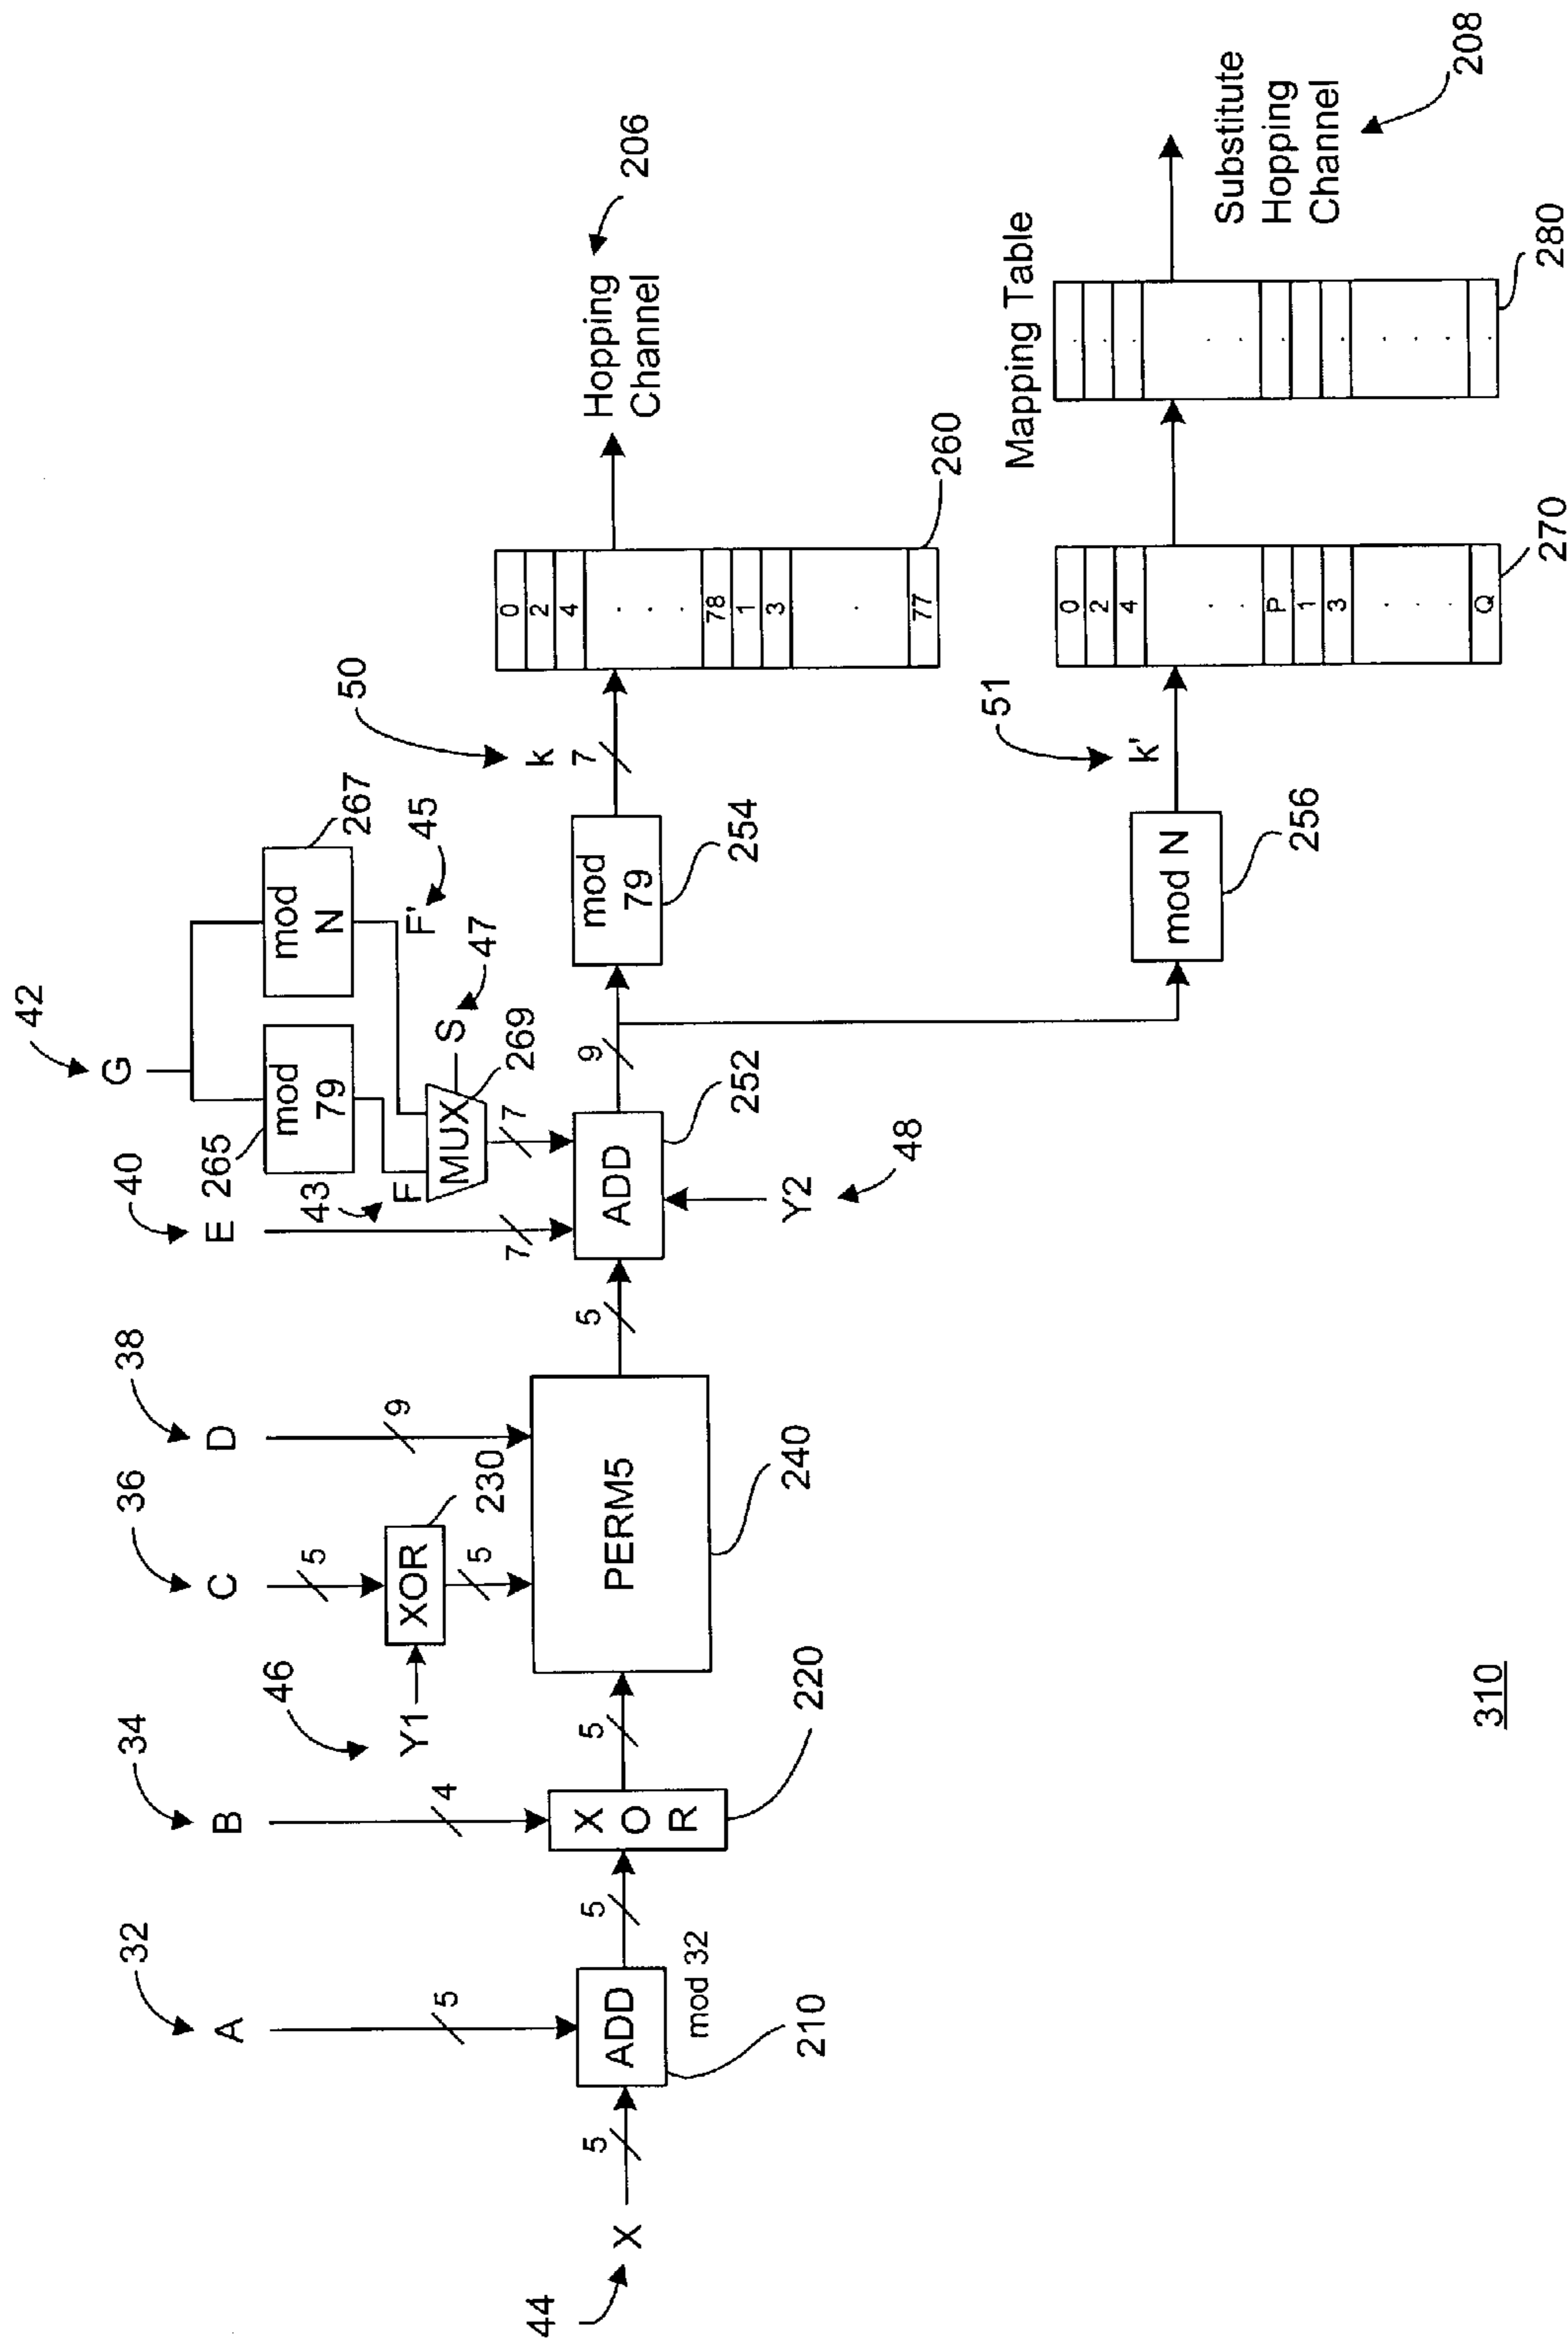 44
X
5
32
A
5
ADD
mod 32
210
5
34
B
4
X
O
R
220
5
46
Y1
36
C
5
XOR
230
5
38
D
9
PERM5
240
5
40
E
7
42
G
mod
79
265
mod
N
267
43
F
F'
45
MUX
S
47
269
7
ADD
252
Y2
48
9
mod
79
254
50
k
7
0
2
4
. . .
78
1
3
.
77
260
Hopping
Channel
206
mod N
256
51
k'
0
2
4
. .
P
1
3
. . .
Q
270
Mapping Table
.
.
.
. .
.
.
. . . .
.
280
Substitute
Hopping
Channel
208
310